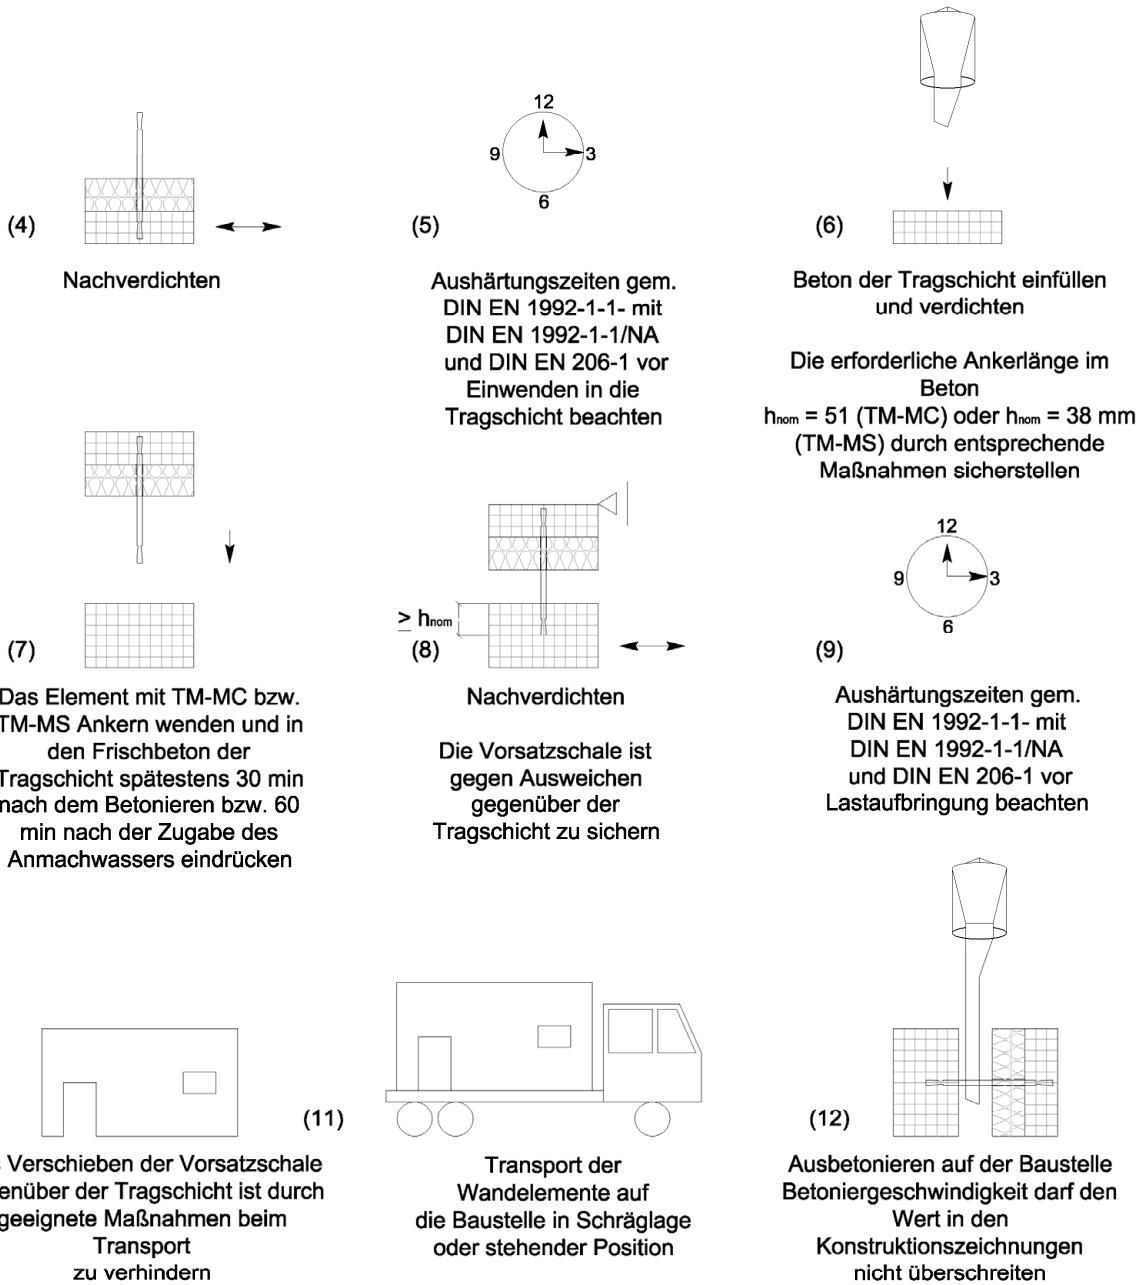 12
9
3
6
(4)
(5)
(6)
Nachverdichten
Aushärtungszeiten gem.
DIN EN 1992-1-1- mit
DIN EN 1992-1-1/NA
und DIN EN 206-1 vor
Einwenden in die
Tragschicht beachten
Beton der Tragschicht einfüllen
und verdichten
Die erforderliche Ankerlänge im
Beton
hnom = 51 (TM-MC) oder hnom = 38 mm
(TM-MS) durch entsprechende
Maßnahmen sicherstellen
12
9
3
6
≥ hnom
(7)
(8)
(9)
Das Element mit TM-MC bzw.
TM-MS Ankern wenden und in
den Frischbeton der
Tragschicht spätestens 30 min
nach dem Betonieren bzw. 60
min nach der Zugabe des
Anmachwassers eindrücken
Nachverdichten
Die Vorsatzschale ist
gegen Ausweichen
gegenüber der
Tragschicht zu sichern
Aushärtungszeiten gem.
DIN EN 1992-1-1- mit
DIN EN 1992-1-1/NA
und DIN EN 206-1 vor
Lastaufbringung beachten
(11)
(12)
Verschieben der Vorsatzschale
der Tragschicht ist durch
geeignete Maßnahmen beim
Transport
zu verhindern
Transport der
Wandelemente auf
die Baustelle in Schräglage
oder stehender Position
Ausbetonieren auf der Baustelle
Betoniergeschwindigkeit darf den
Wert in den
Konstruktionszeichnungen
nicht überschreiten